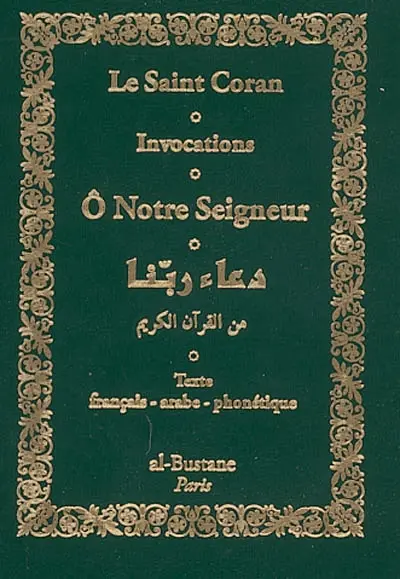 Le Saint Coran
Invocations
Ô Notre Seigneur
دعاء ربّنا
من القرآن الكريم
Texte
français - arabe - phonétique
al-Bustane
Paris